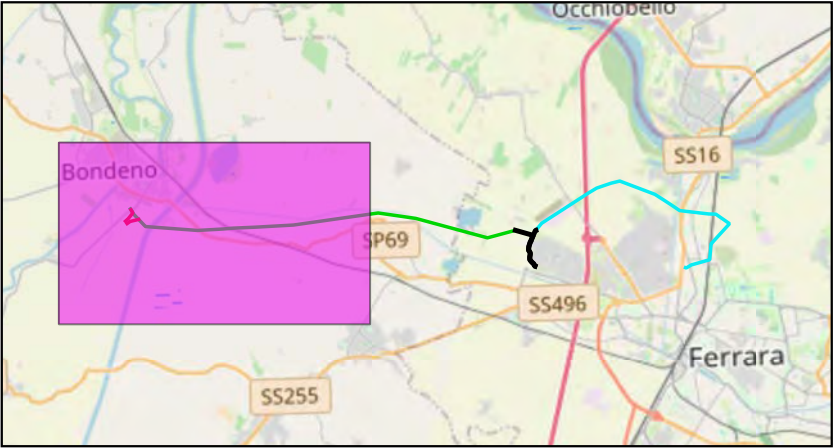 Occhiobello
SS16
Bondeno
SP69
SS496
Ferrara
SS255